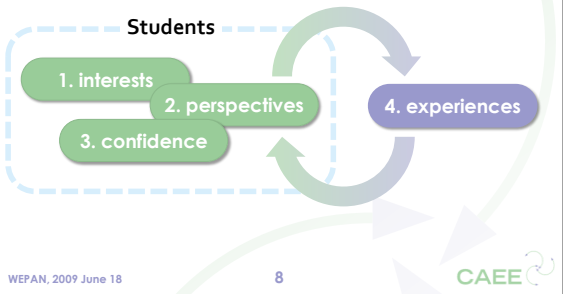 Students
1. interests
2. perspectives
4. experiences
3. confidence
WEPAN, 2009 June 18
8
CAEE